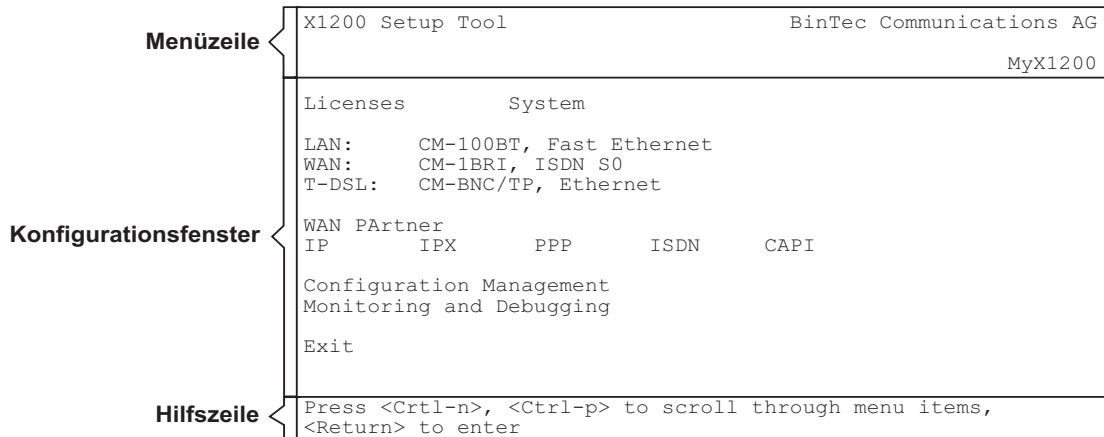 X1200 Setup Tool BinTec Communications AG
Menüzeile
MyX1200
Licenses System
LAN: CM-100BT, Fast Ethernet
WAN: CM-1BRI, ISDN S0
T-DSL: CM-BNC/TP, Ethernet
WAN PArtner
Konfigurationsfenster
IP IPX PPP ISDN CAPI
Configuration Management
Monitoring and Debugging
Exit
Hilfszeile
Press <Crtl-n>, <Ctrl-p> to scroll through menu items,
<Return> to enter